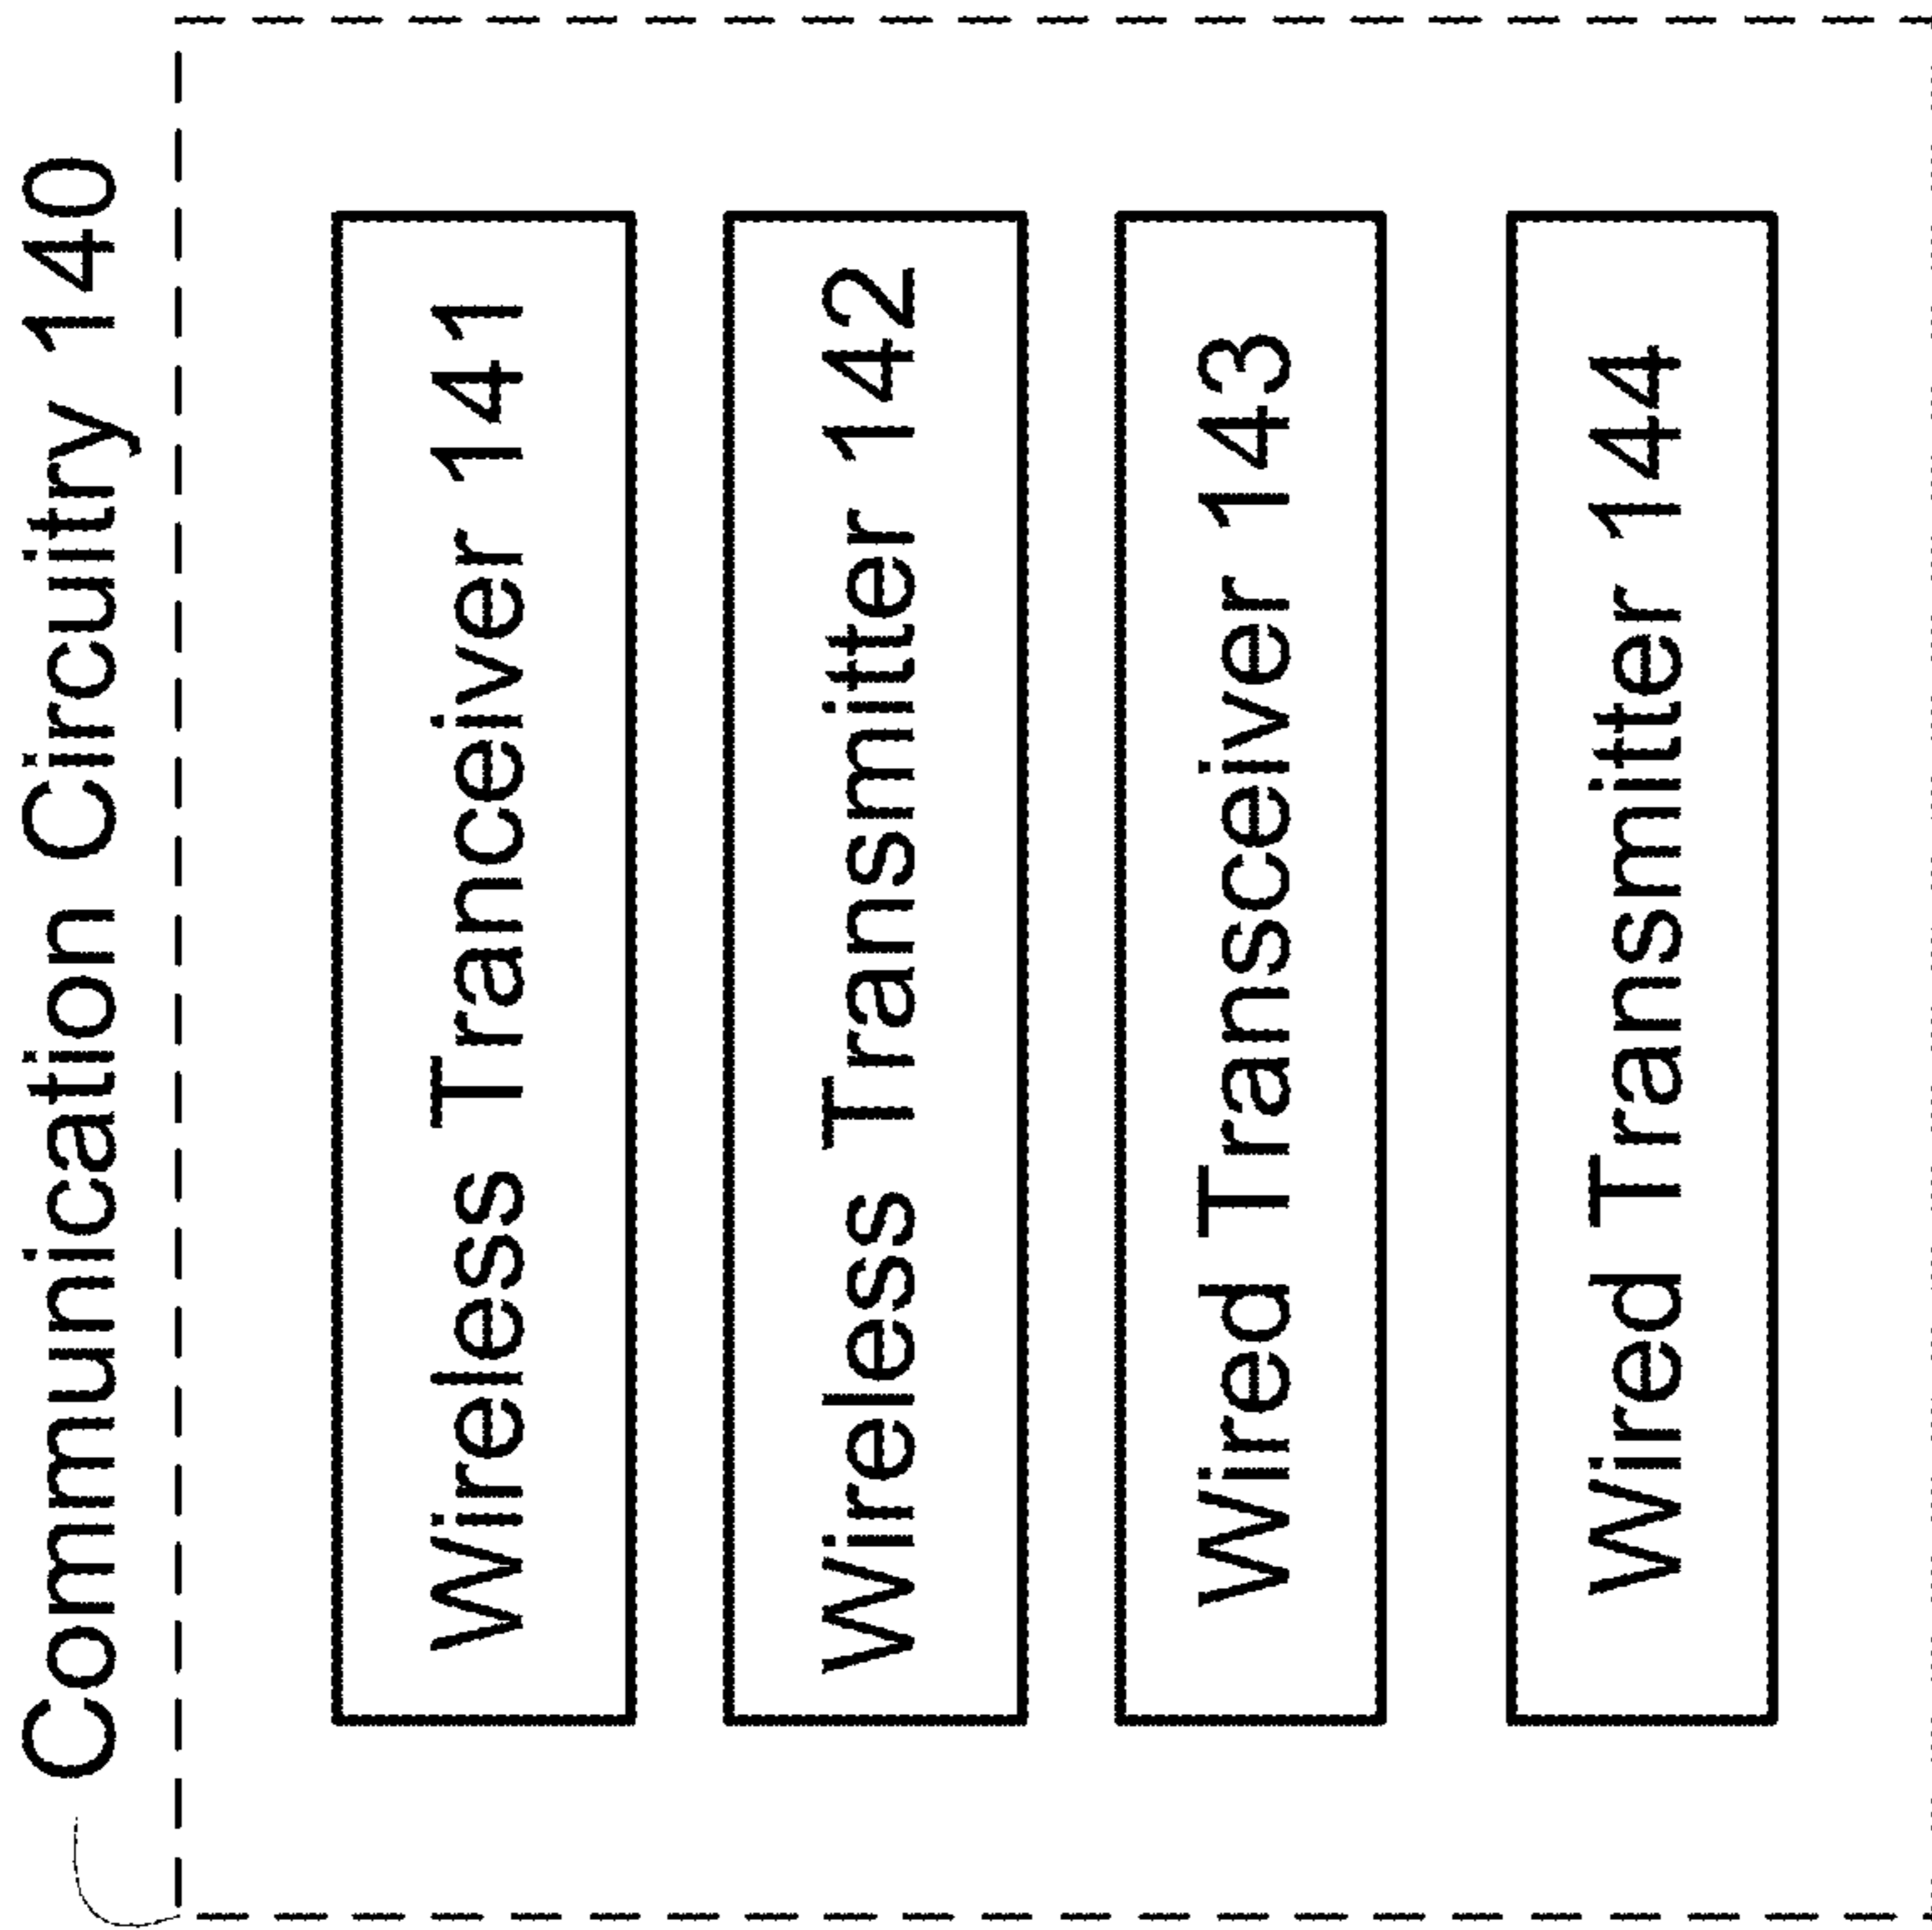 Communication Circuitry 140
Wireless Tranceiver 141
Wireless Transmitter 142
Wired Transceiver 143
Wired Transmitter 144